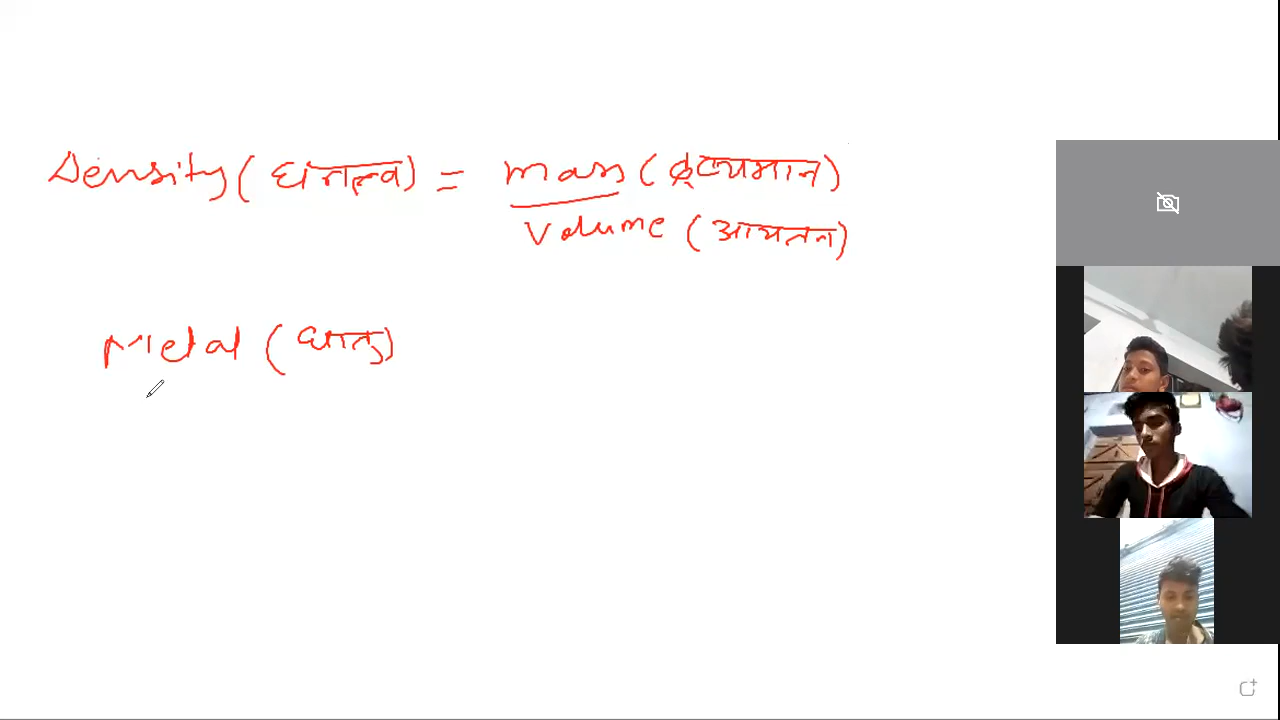 Density (घनत्व) = mass (द्रव्यमान)
Volume (आयतन)
Metal (धातु)